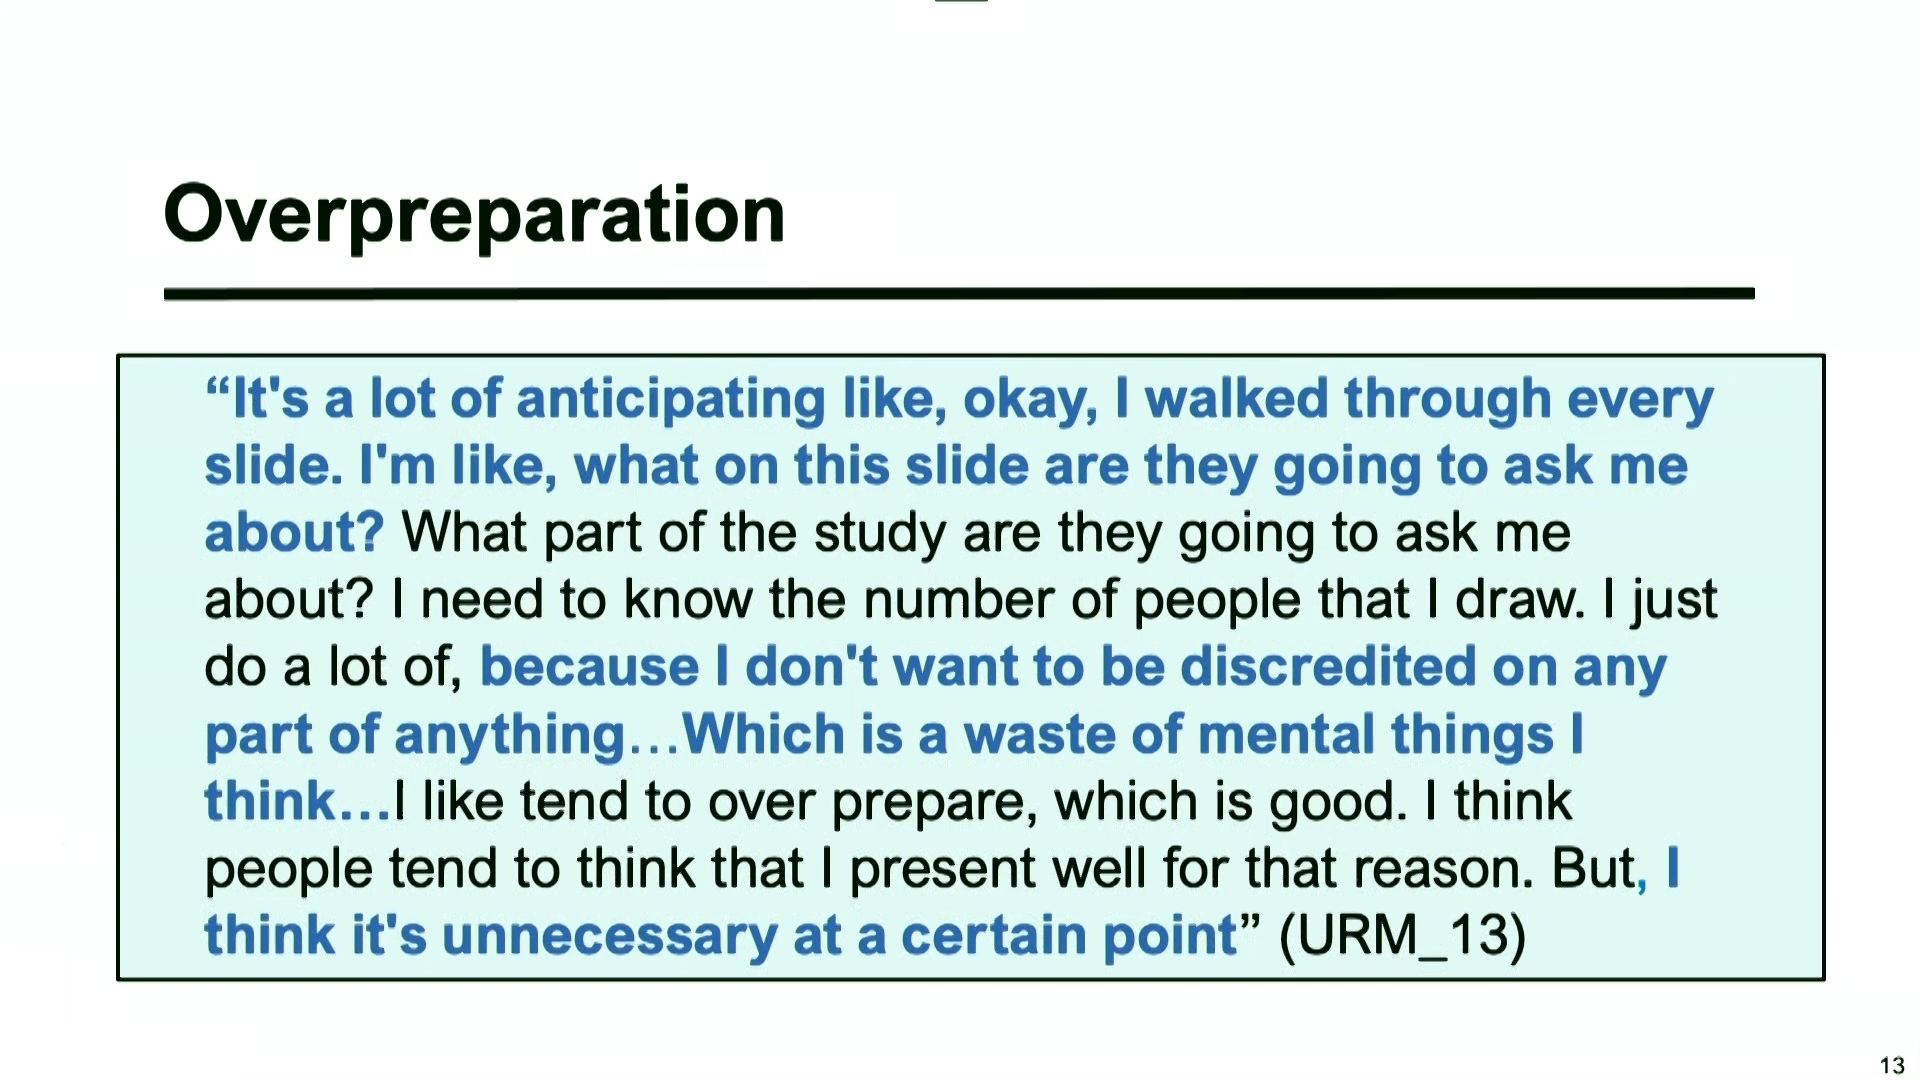 Overpreparation
“It's a lot of anticipating like, okay, I walked through every
slide. I'm like, what on this slide are they going to ask me
about? What part of the study are they going to ask me
about? I need to know the number of people that I draw. I just
do a lot of, because I don't want to be discredited on any
part of anything…Which is a waste of mental things I
think…I like tend to over prepare, which is good. I think
people tend to think that I present well for that reason. But, I
think it's unnecessary at a certain point” (URM_13)
13